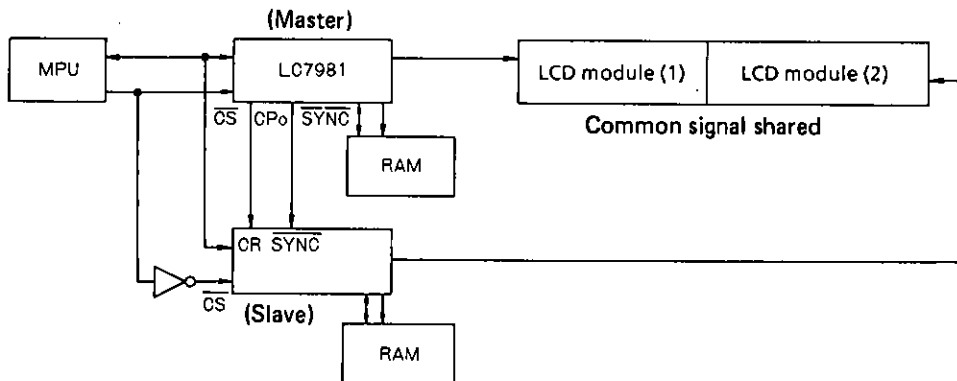 (Master)
MPU
LC7981
LCD module (1)
LCD module (2)
CS CPo SYNC
Common signal shared
RAM
CR SYNC
CS
(Slave)
RAM